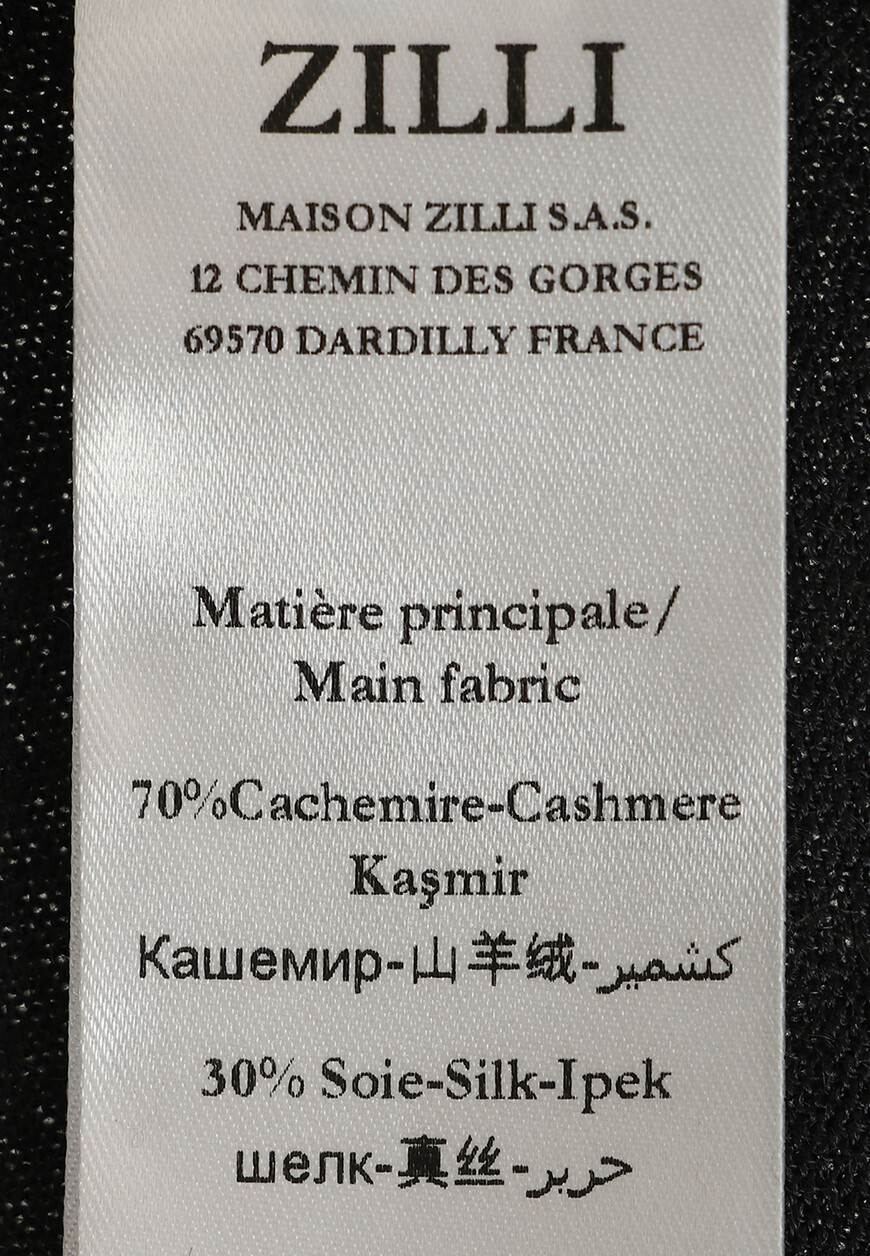 ZILLI
MAISON ZILLI S.A.S.
12 CHEMIN DES GORGES
69570 DARDILLY FRANCE
Matière principale/
Main fabric
70%Cachemire-Cashmere
Kaşmir
Кашемир-山羊绒-كشمير
30% Soie-Silk-Ipek
шелк-真丝-حرير